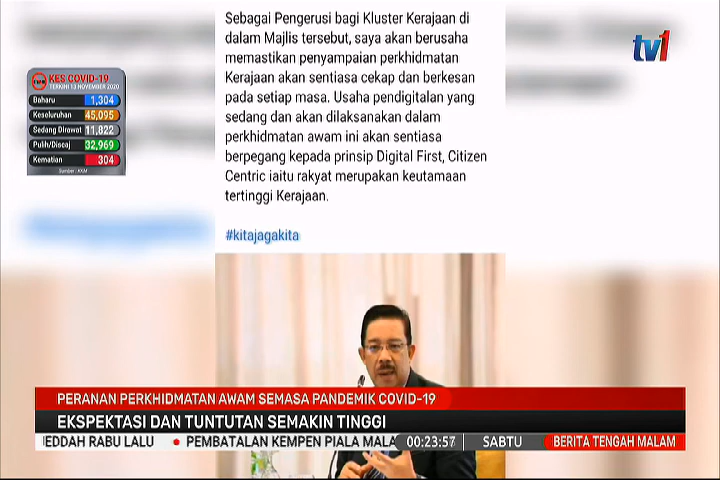 Sebagai Pengerusi bagi Kluster Kerajaan di
dalam Majlis tersebut, saya akan berusaha
memastikan penyampaian perkhidmatan
Kerajaan akan sentiasa cekap dan berkesan
pada setiap masa. Usaha pendigitalan yang
sedang dan akan dilaksanakan dalam
perkhidmatan awam ini akan sentiasa
berpegang kepada prinsip Digital First, Citizen
Centric iaitu rakyat merupakan keutamaan
tertinggi Kerajaan.
#kitajagakita
tv1
KES COVID-19
TERKINI 13 NOVEMBER 2020
Baharu 1,304
Keseluruhan 45,095
Sedang Dirawat 11,822
Pulih/Discaj 32,969
Kematian 304
Sumber : KKM
PERANAN PERKHIDMATAN AWAM SEMASA PANDEMIK COVID-19
EKSPEKTASI DAN TUNTUTAN SEMAKIN TINGGI
EDDAH RABU LALU • PEMBATALAN KEMPEN PIALA MALA 00:23:57 SABTU BERITA TENGAH MALAM